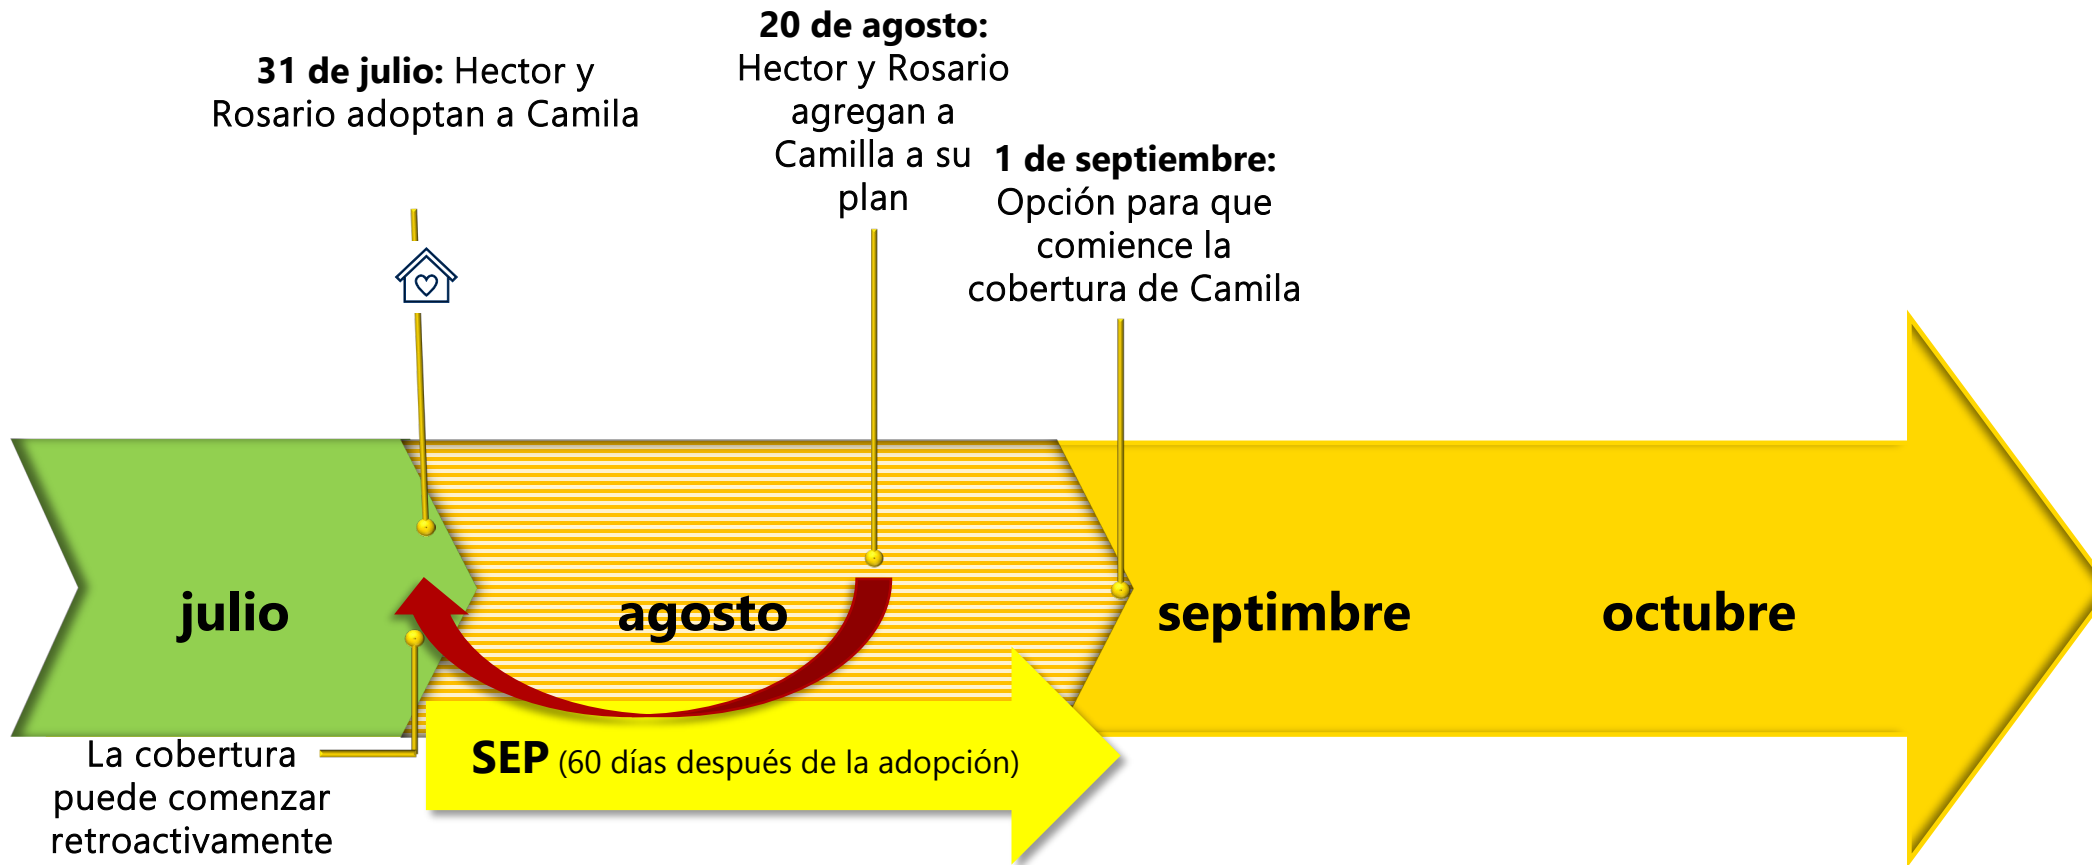 31 de julio: Hector y
Rosario adoptan a Camila
20 de agosto:
Hector y Rosario
agregan a
Camilla a su
plan
1 de septiembre:
Opción para que
comience la
cobertura de Camila
julio
agosto
septimbre
octubre
SEP (60 días después de la adopción)
La cobertura
puede comenzar
retroactivamente